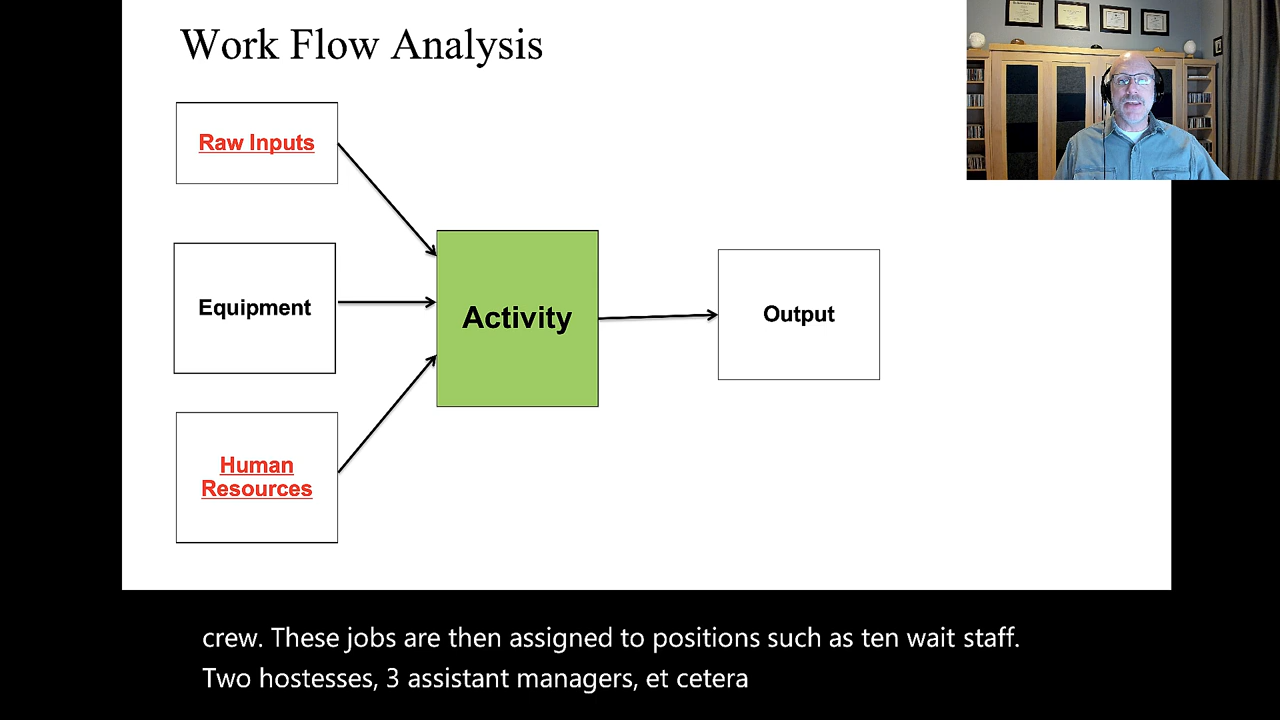 Work Flow Analysis
Raw Inputs
Equipment
Human
Resources
Activity
Output
crew. These jobs are then assigned to positions such as ten wait staff.
Two hostesses, 3 assistant managers, et cetera